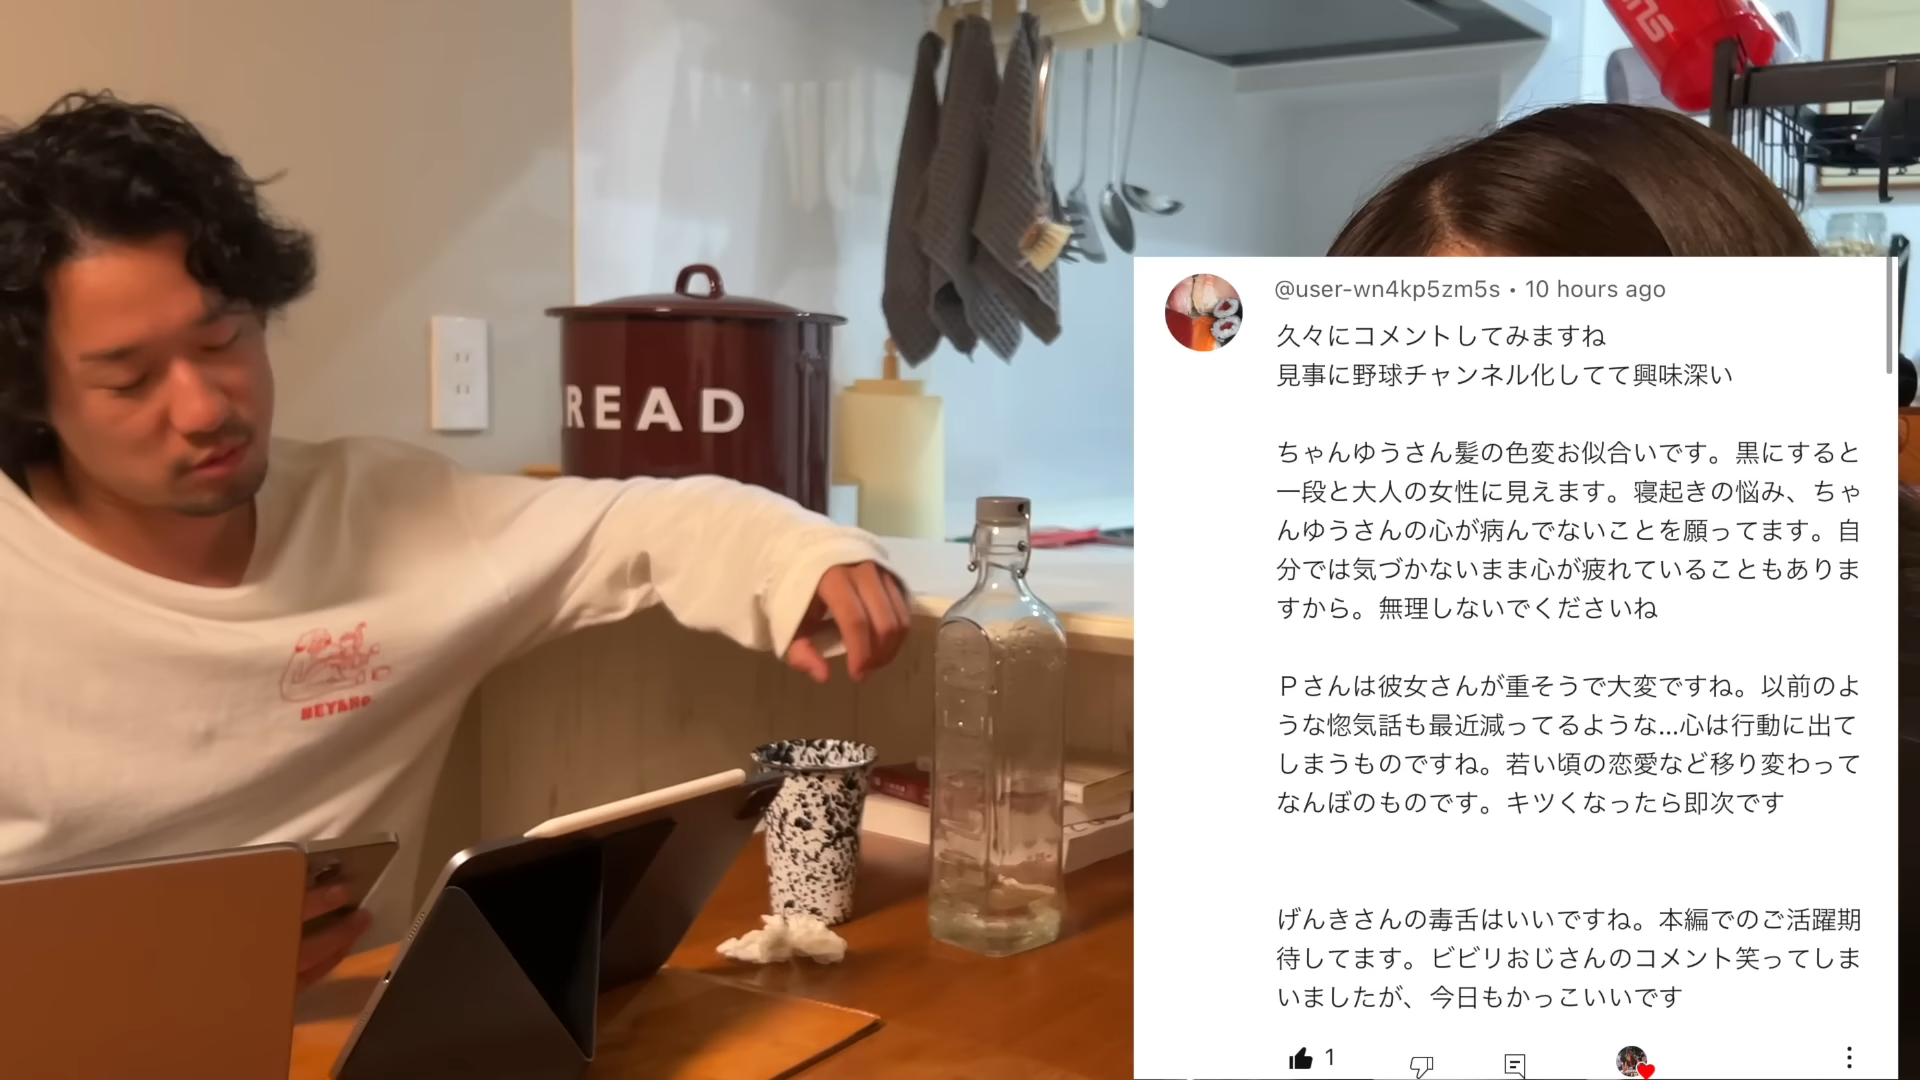 READ
HEYANO
@user-wn4kp5zm5s • 10 hours ago
久々にコメントしてみますね
見事に野球チャンネル化してて興味深い
ちゃんゆうさん髪の色変お似合いです。黒にすると
一段と大人の女性に見えます。寝起きの悩み、ちゃ
んゆうさんの心が病んでないことを願ってます。自
分では気づかないまま心が疲れていることもありま
すから。無理しないでくださいね
Ｐさんは彼女さんが重そうで大変ですね。以前のよ
うな惚気話も最近減ってるような...心は行動に出て
しまうものですね。若い頃の恋愛など移り変わって
なんぼのものです。キツくなったら即次です
げんきさんの毒舌はいいですね。本編でのご活躍期
待してます。ビビりおじさんのコメント笑ってしま
いましたが、今日もかっこいいです
1